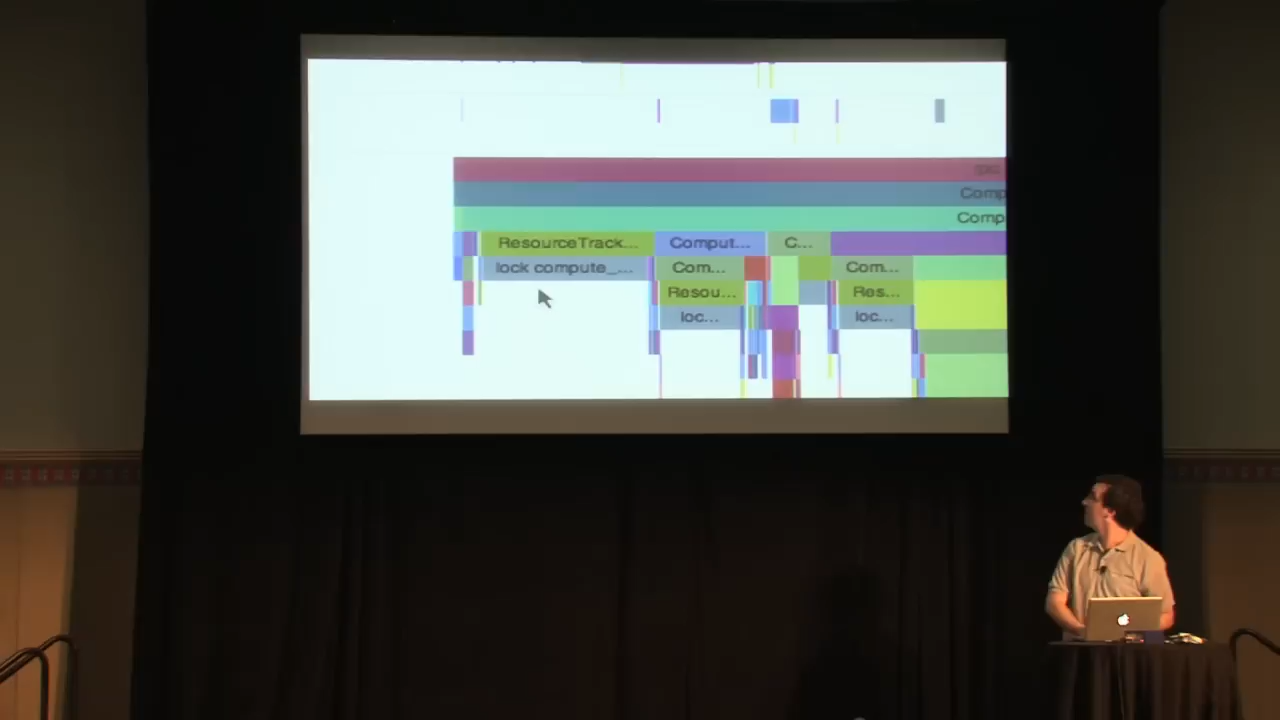 Comp
Comp
ResourceTrack... Comput... C...
lock compute_... Com... Com...
Resou... Res...
loc... loc...